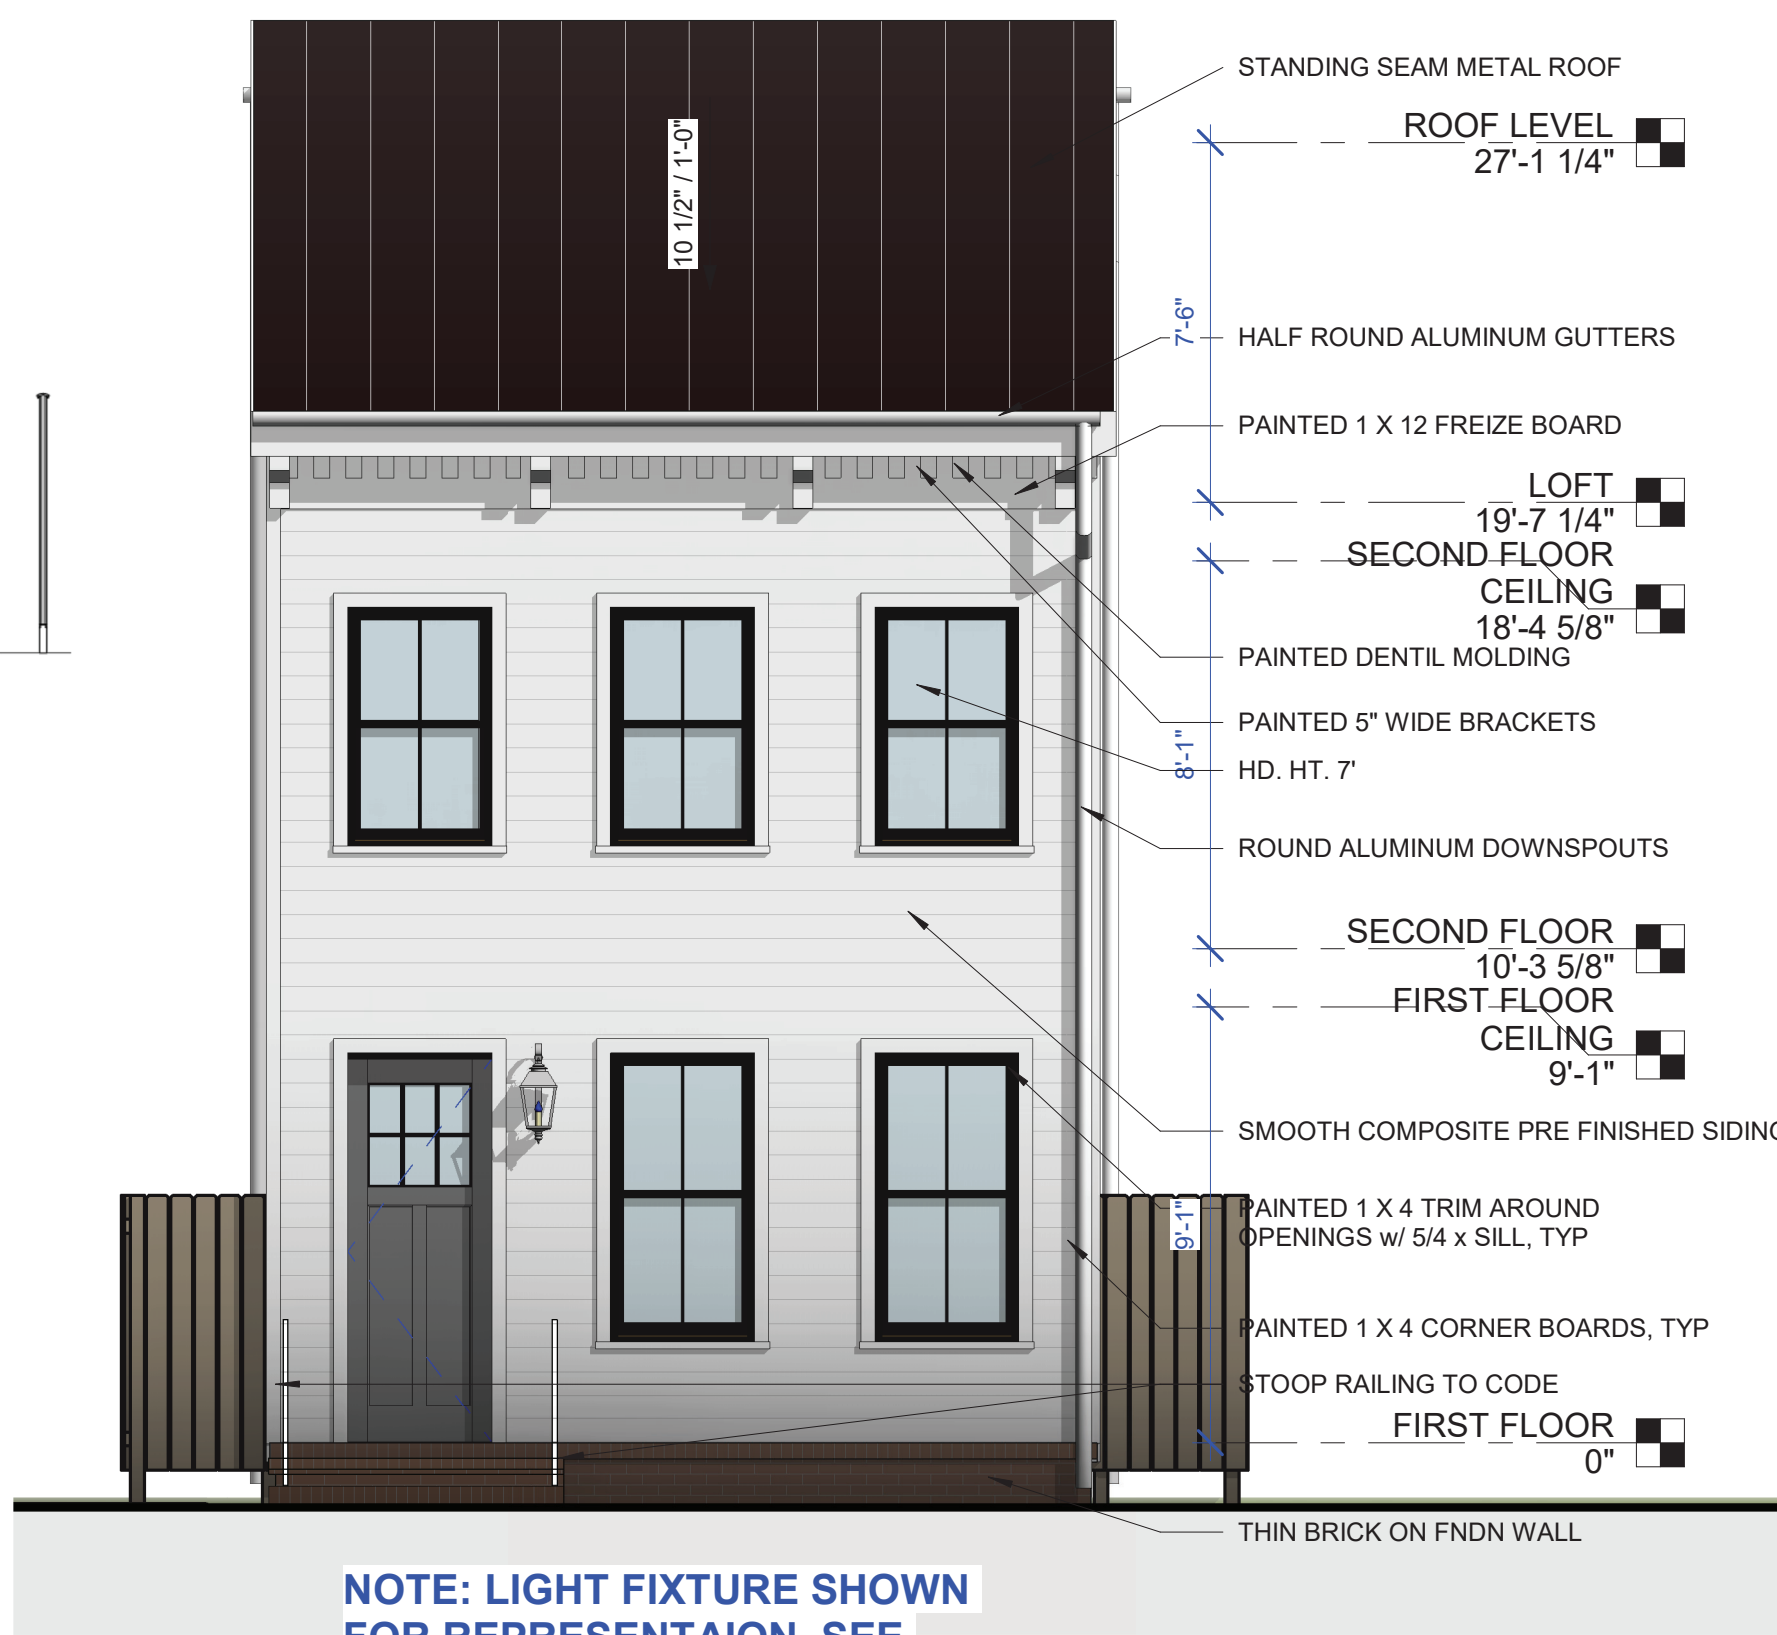 STANDING SEAM METAL ROOF
ROOF LEVEL
27'-1 1/4"
10 1/2" / 1'-0"
7'-6"
HALF ROUND ALUMINUM GUTTERS
PAINTED 1 X 12 FREIZE BOARD
LOFT
19'-7 1/4"
SECOND FLOOR
CEILING
18'-4 5/8"
PAINTED DENTIL MOLDING
PAINTED 5" WIDE BRACKETS
8'-1"
HD. HT. 7'
ROUND ALUMINUM DOWNSPOUTS
SECOND FLOOR
10'-3 5/8"
FIRST FLOOR
CEILING
9'-1"
SMOOTH COMPOSITE PRE FINISHED SIDING
PAINTED 1 X 4 TRIM AROUND
OPENINGS w/ 5/4 x SILL, TYP
9'-1"
PAINTED 1 X 4 CORNER BOARDS, TYP
STOOP RAILING TO CODE
FIRST FLOOR
0"
THIN BRICK ON FNDN WALL
NOTE: LIGHT FIXTURE SHOWN
FOR REPRESENTAION, SEE